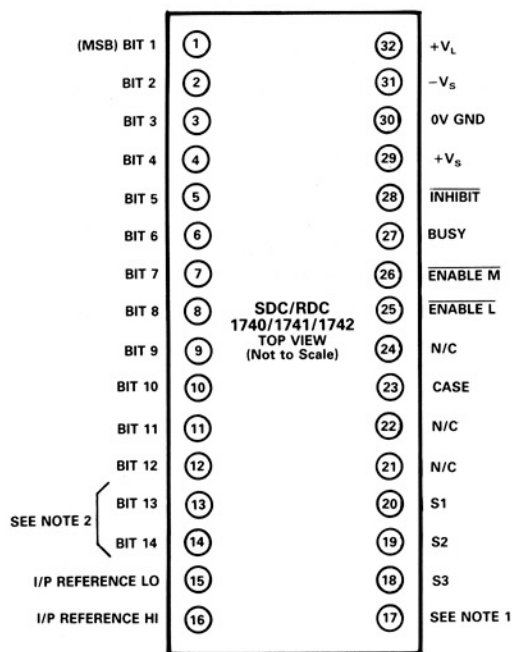 (MSB) BIT 1 1 32 +VL
BIT 2 2 31 −VS
BIT 3 3 30 0V GND
BIT 4 4 29 +VS
BIT 5 5 28 INHIBIT
BIT 6 6 27 BUSY
BIT 7 7 26 ENABLE M
BIT 8 8 25 ENABLE L
SDC/RDC
1740/1741/1742
TOP VIEW
(Not to Scale)
BIT 9 9 24 N/C
BIT 10 10 23 CASE
BIT 11 11 22 N/C
BIT 12 12 21 N/C
SEE NOTE 2
BIT 13 13 20 S1
BIT 14 14 19 S2
I/P REFERENCE LO 15 18 S3
I/P REFERENCE HI 16 17 SEE NOTE 1